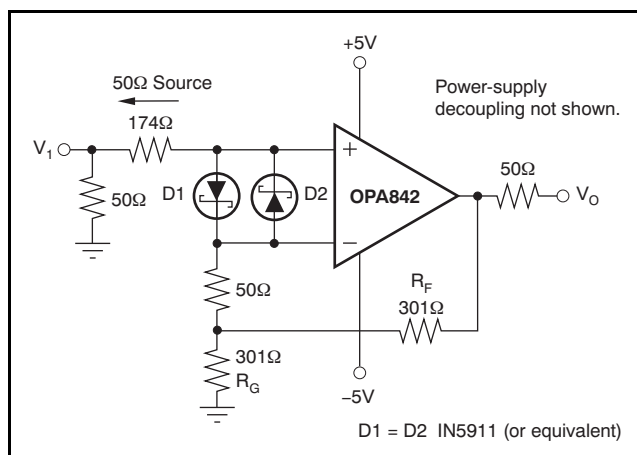 +5V
50Ω Source
Power-supply
decoupling not shown.
174Ω
V1
50Ω
D1
D2
+
−
OPA842
50Ω
VO
50Ω
RF
301Ω
301Ω
RG
−5V
D1 = D2 IN5911 (or equivalent)